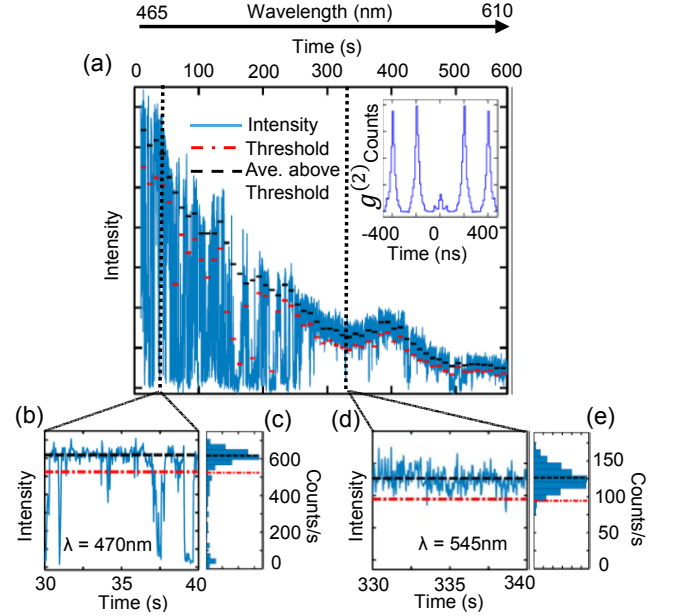 Wavelength (nm)
465 610
Time (s)
(a)
0 100 200 300 400 500 600
Intensity
Threshold
Ave. above
Threshold
g(2) Counts
-400 0 400
Time (ns)
Intensity
(b) (c) (d) (e)
Intensity
λ = 470nm
30 35 40
Time (s)
600
400
200
0
Counts/s
Intensity
λ = 545nm
330 335 340
Time (s)
150
100
50
0
Counts/s